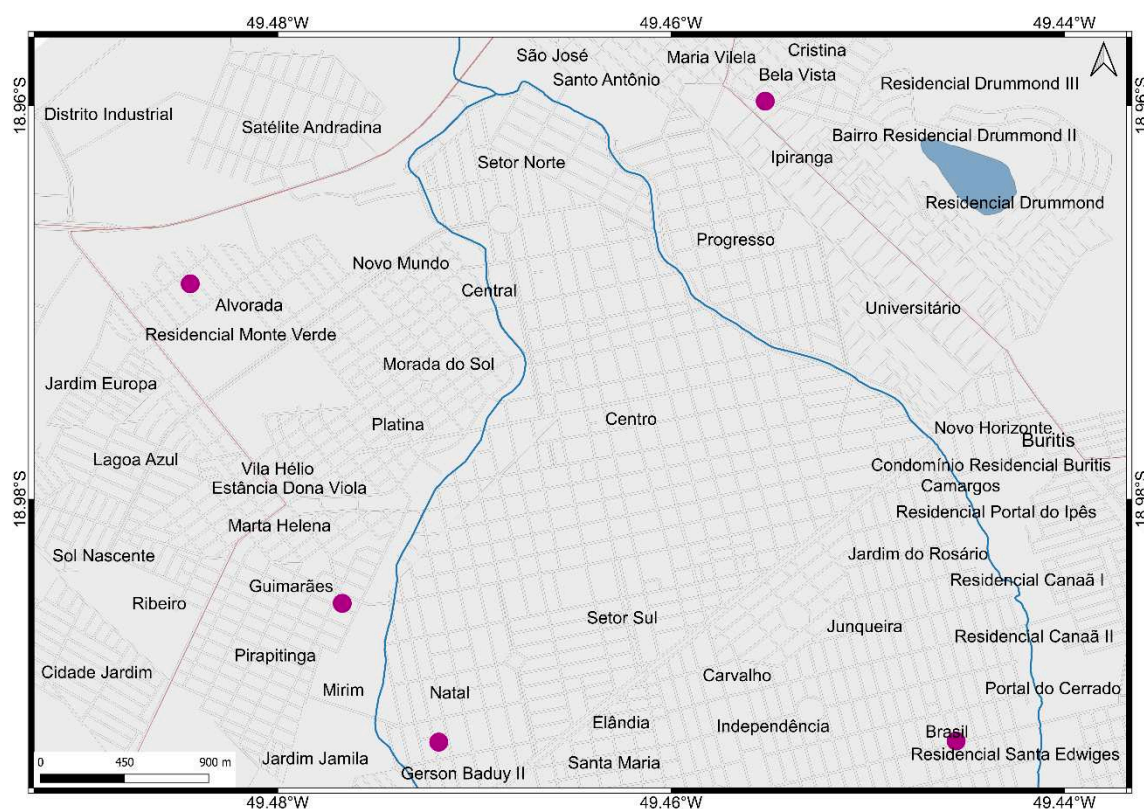 49.48°W
49.46°W
49.44°W
São José
Maria Vilela
Cristina
Santo Antônio
Bela Vista
Residencial Drummond III
18.96°S
18.96°S
Distrito Industrial
Satélite Andradina
Bairro Residencial Drummond II
Setor Norte
Ipiranga
Residencial Drummond
Progresso
Novo Mundo
Central
Alvorada
Universitário
Residencial Monte Verde
Morada do Sol
Jardim Europa
Centro
Platina
Novo Horizonte
Buritis
Lagoa Azul
Vila Hélio
Condomínio Residencial Buritis
Estância Dona Viola
Camargos
18.98°S
18.98°S
Residencial Portal do Ipês
Marta Helena
Sol Nascente
Jardim do Rosário
Guimarães
Residencial Canaã I
Ribeiro
Setor Sul
Junqueira
Residencial Canaã II
Pirapitinga
Cidade Jardim
Carvalho
Mirim
Natal
Portal do Cerrado
Elândia
Independência
Brasil
Jardim Jamila
Santa Maria
Residencial Santa Edwiges
Gerson Baduy II
0 450 900 m
49.48°W
49.46°W
49.44°W